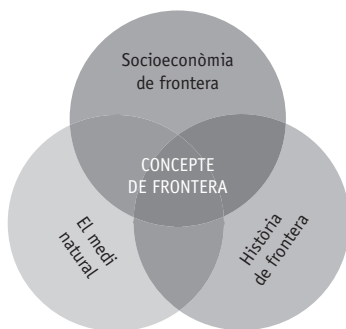 Socioeconòmia
de frontera
CONCEPTE
DE FRONTERA
El medi
natural
Història
de frontera